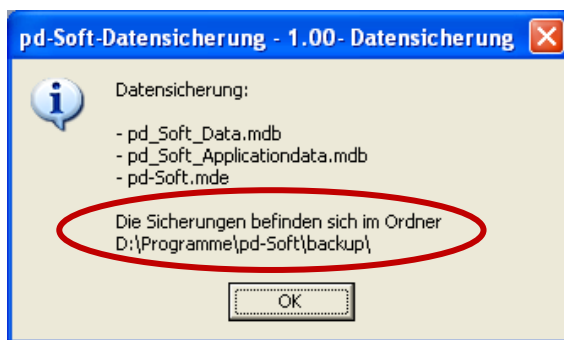 pd-Soft-Datensicherung - 1.00- Datensicherung
Datensicherung:
- pd_Soft_Data.mdb
- pd_Soft_Applicationdata.mdb
- pd-Soft.mde
Die Sicherungen befinden sich im Ordner
D:\Programme\pd-Soft\backup\
OK